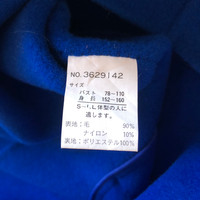 NO. 3629142
サイズ
バスト 78~110
身長 152~160
S~LL体型の人に
適します。
表地：毛 90%
ナイロン 10%
裏地：ポリエステル100%